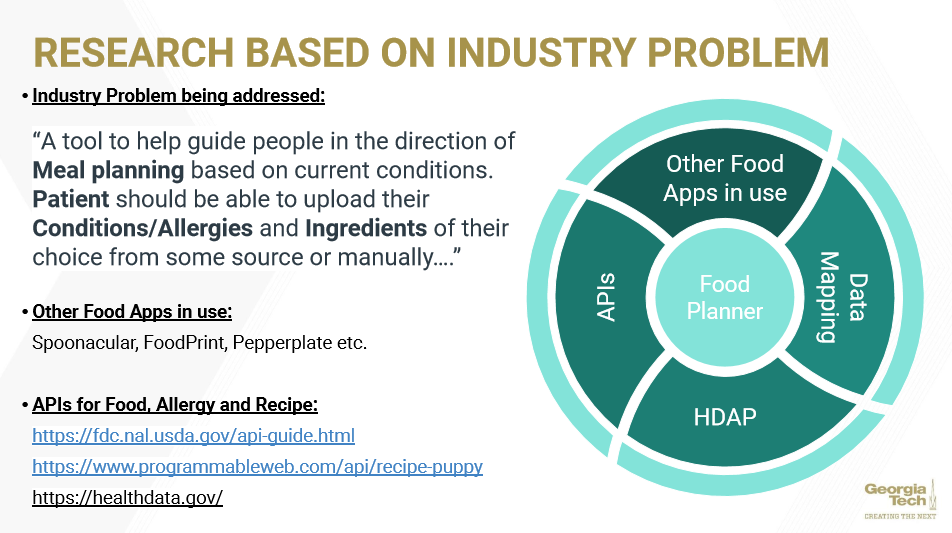 RESEARCH BASED ON INDUSTRY PROBLEM
• Industry Problem being addressed:
“A tool to help guide people in the direction of
Meal planning based on current conditions.
Patient should be able to upload their
Conditions/Allergies and Ingredients of their
choice from some source or manually….”
• Other Food Apps in use:
Spoonacular, FoodPrint, Pepperplate etc.
• APIs for Food, Allergy and Recipe:
https://fdc.nal.usda.gov/api-guide.html
https://www.programmableweb.com/api/recipe-puppy
https://healthdata.gov/
Other Food
Apps in use
Data
Mapping
HDAP
APIs
Food
Planner
Georgia
Tech
CREATING THE NEXT